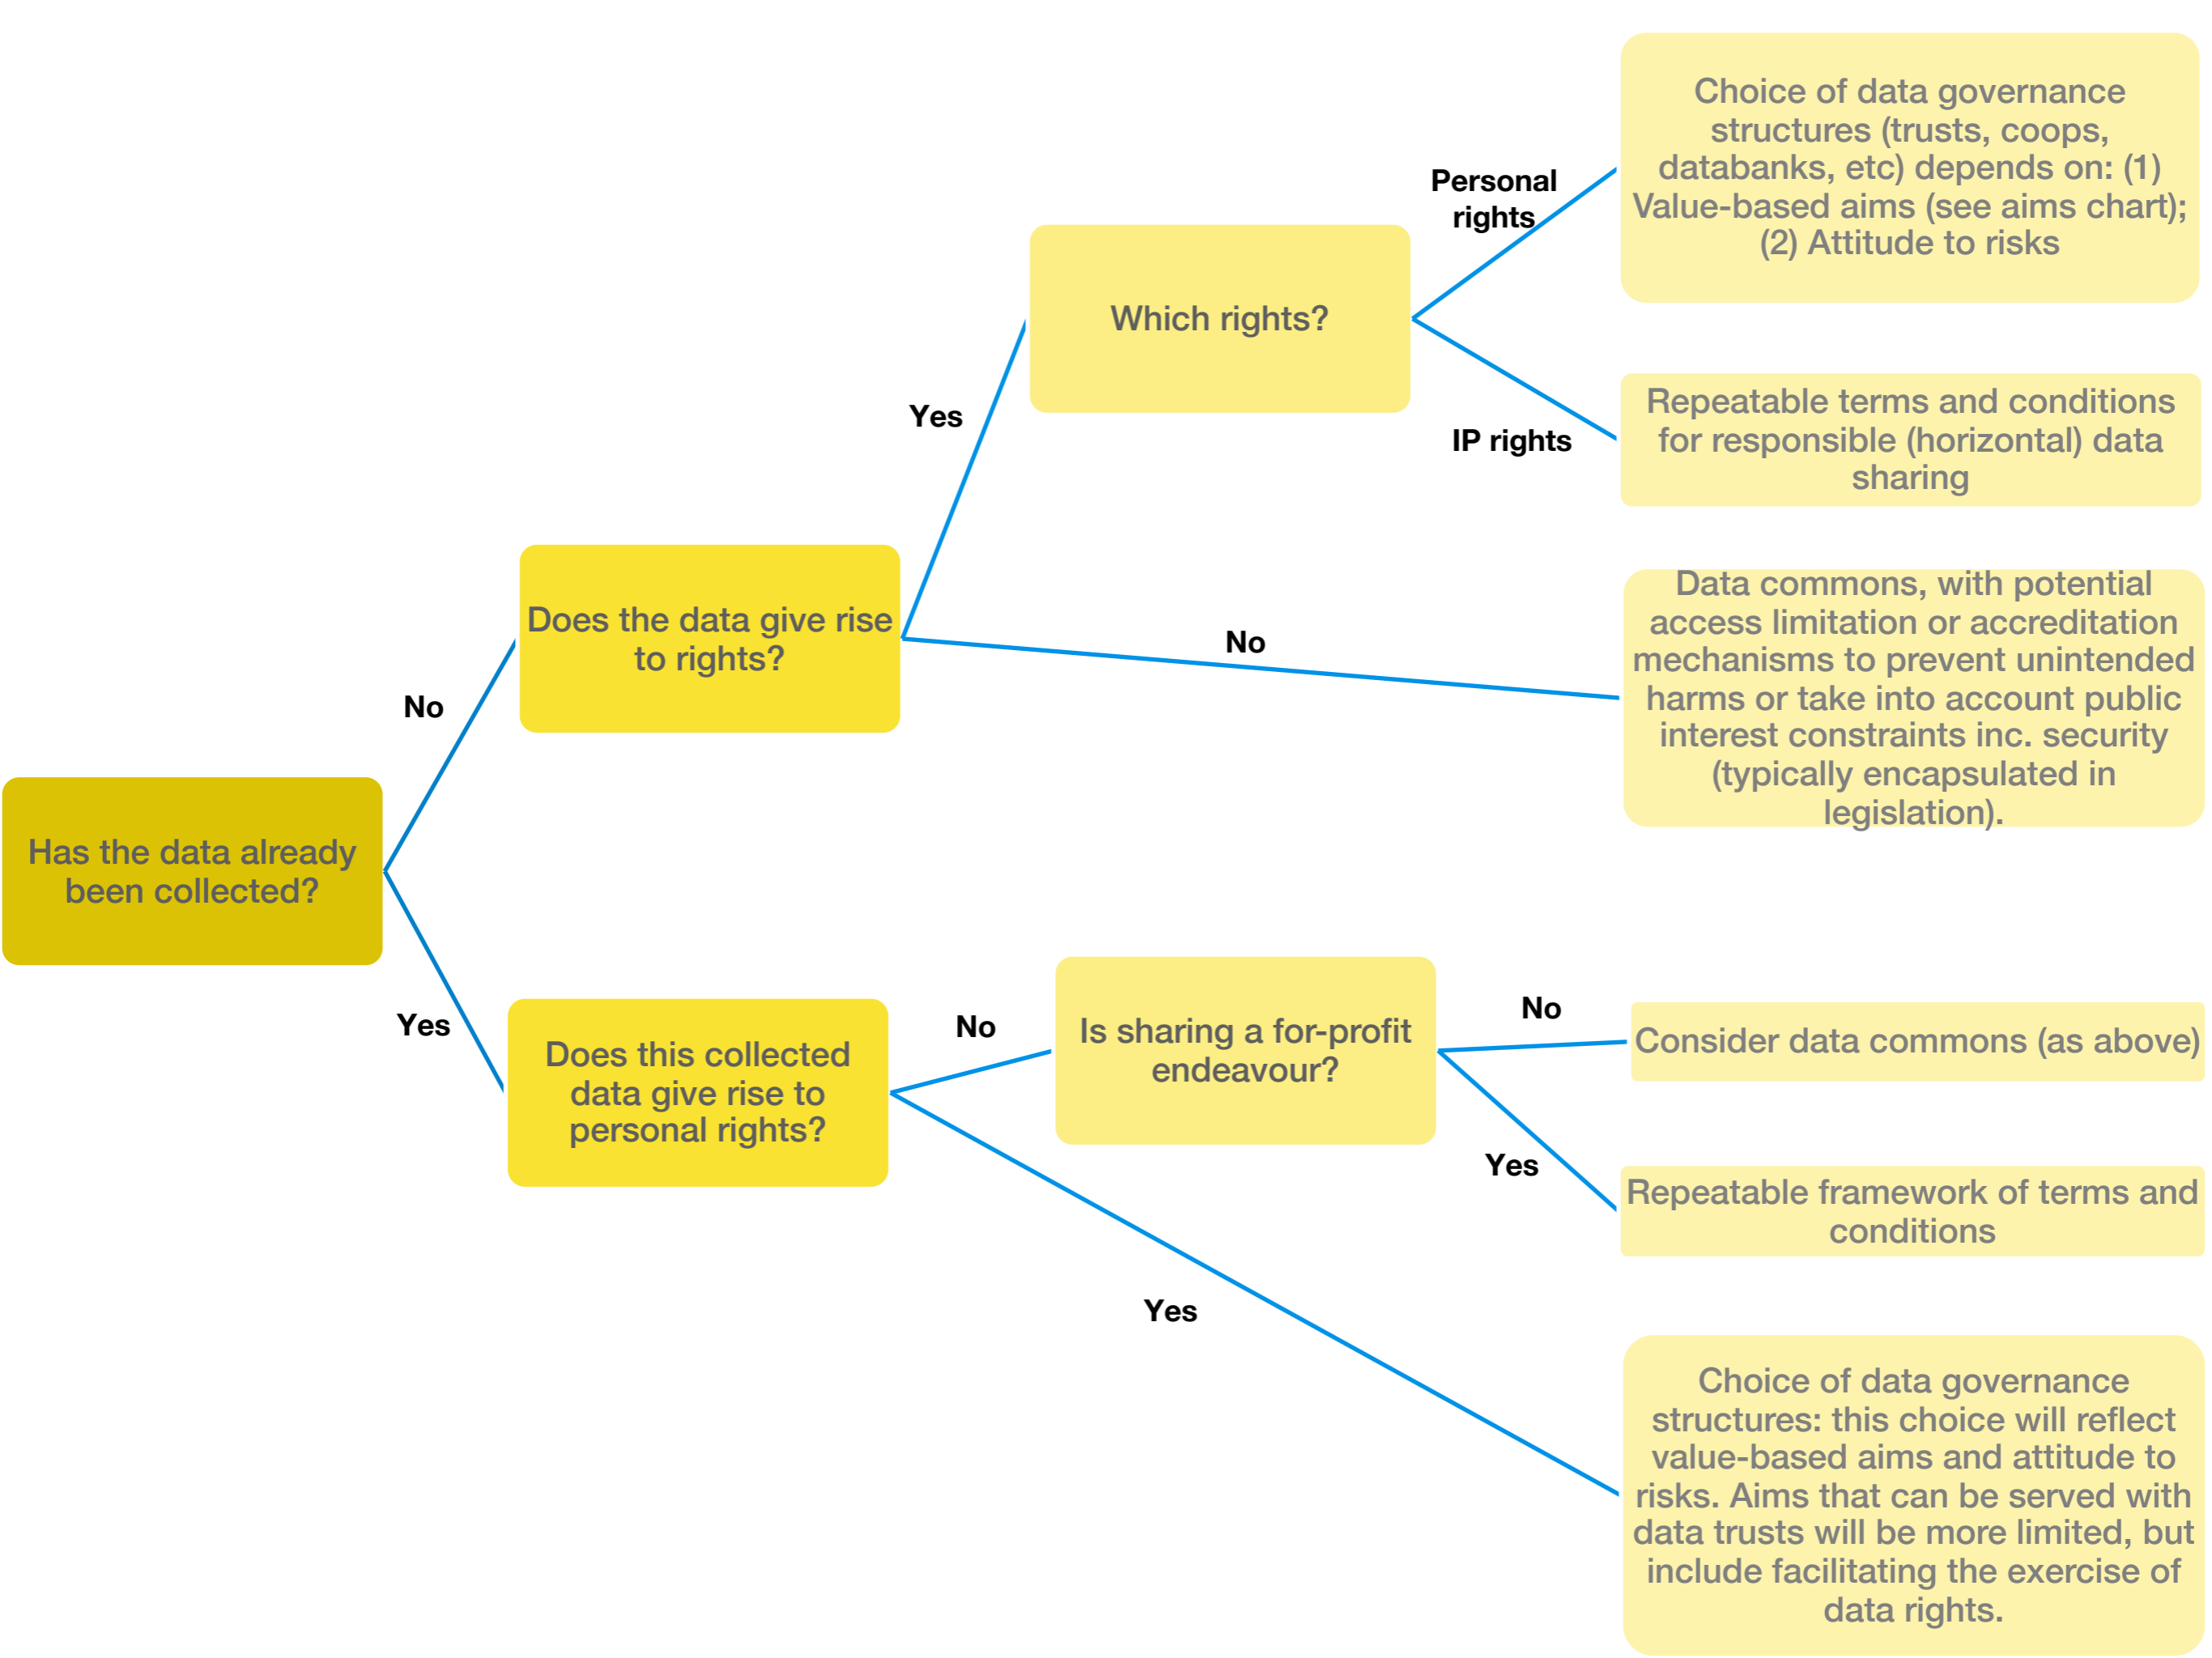 Has the data already
been collected?
No
Yes
Does the data give rise
to rights?
Yes
No
Which rights?
Personal
rights
IP rights
Choice of data governance
structures (trusts, coops,
databanks, etc) depends on: (1)
Value-based aims (see aims chart);
(2) Attitude to risks
Repeatable terms and conditions
for responsible (horizontal) data
sharing
Data commons, with potential
access limitation or accreditation
mechanisms to prevent unintended
harms or take into account public
interest constraints inc. security
(typically encapsulated in
legislation).
Does this collected
data give rise to
personal rights?
No
Yes
Is sharing a for-profit
endeavour?
No
Yes
Consider data commons (as above)
Repeatable framework of terms and
conditions
Choice of data governance
structures: this choice will reflect
value-based aims and attitude to
risks. Aims that can be served with
data trusts will be more limited, but
include facilitating the exercise of
data rights.